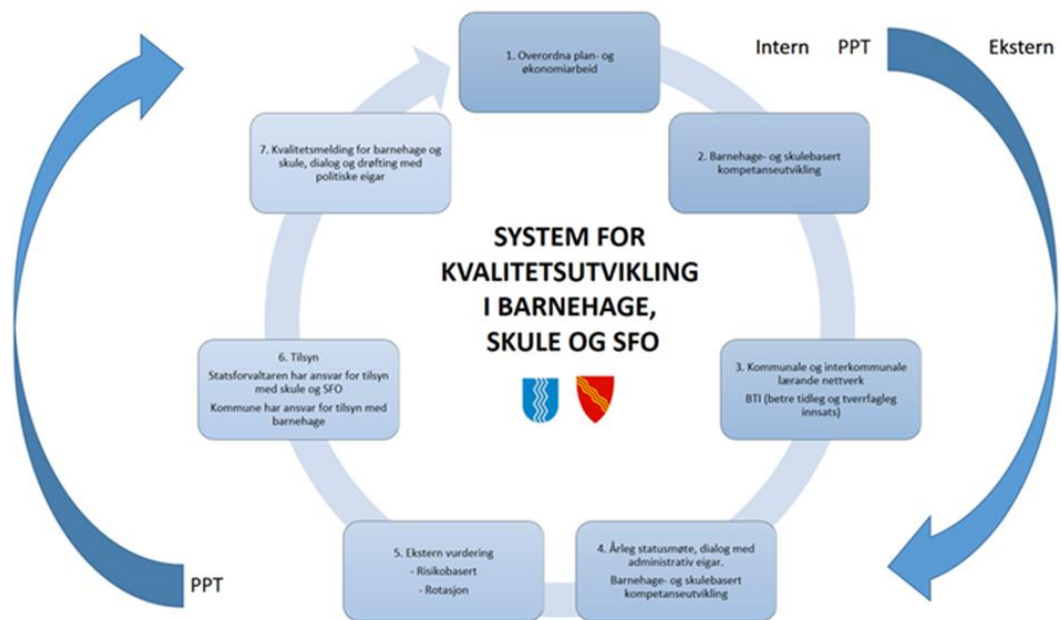 Intern PPT Ekstern
1. Overordna plan- og
økonomiarbeid
2. Barnehage- og skulebasert
kompetanseutvikling
3. Kommunale og interkommunale
lærande nettverk
BTI (betre tidleg og tverrfagleg
innsats)
4. Årleg statusmøte, dialog med
administrativ eigar.
Barnehage- og skulebasert
kompetanseutvikling
5. Ekstern vurdering
- Risikobasert
- Rotasjon
6. Tilsyn
Statsforvaltaren har ansvar for tilsyn
med skule og SFO
Kommune har ansvar for tilsyn med
barnehage
7. Kvalitetsmelding for barnehage og
skule, dialog og drøfting med
politiske eigar
SYSTEM FOR
KVALITETSUTVIKLING
I BARNEHAGE,
SKULE OG SFO
PPT